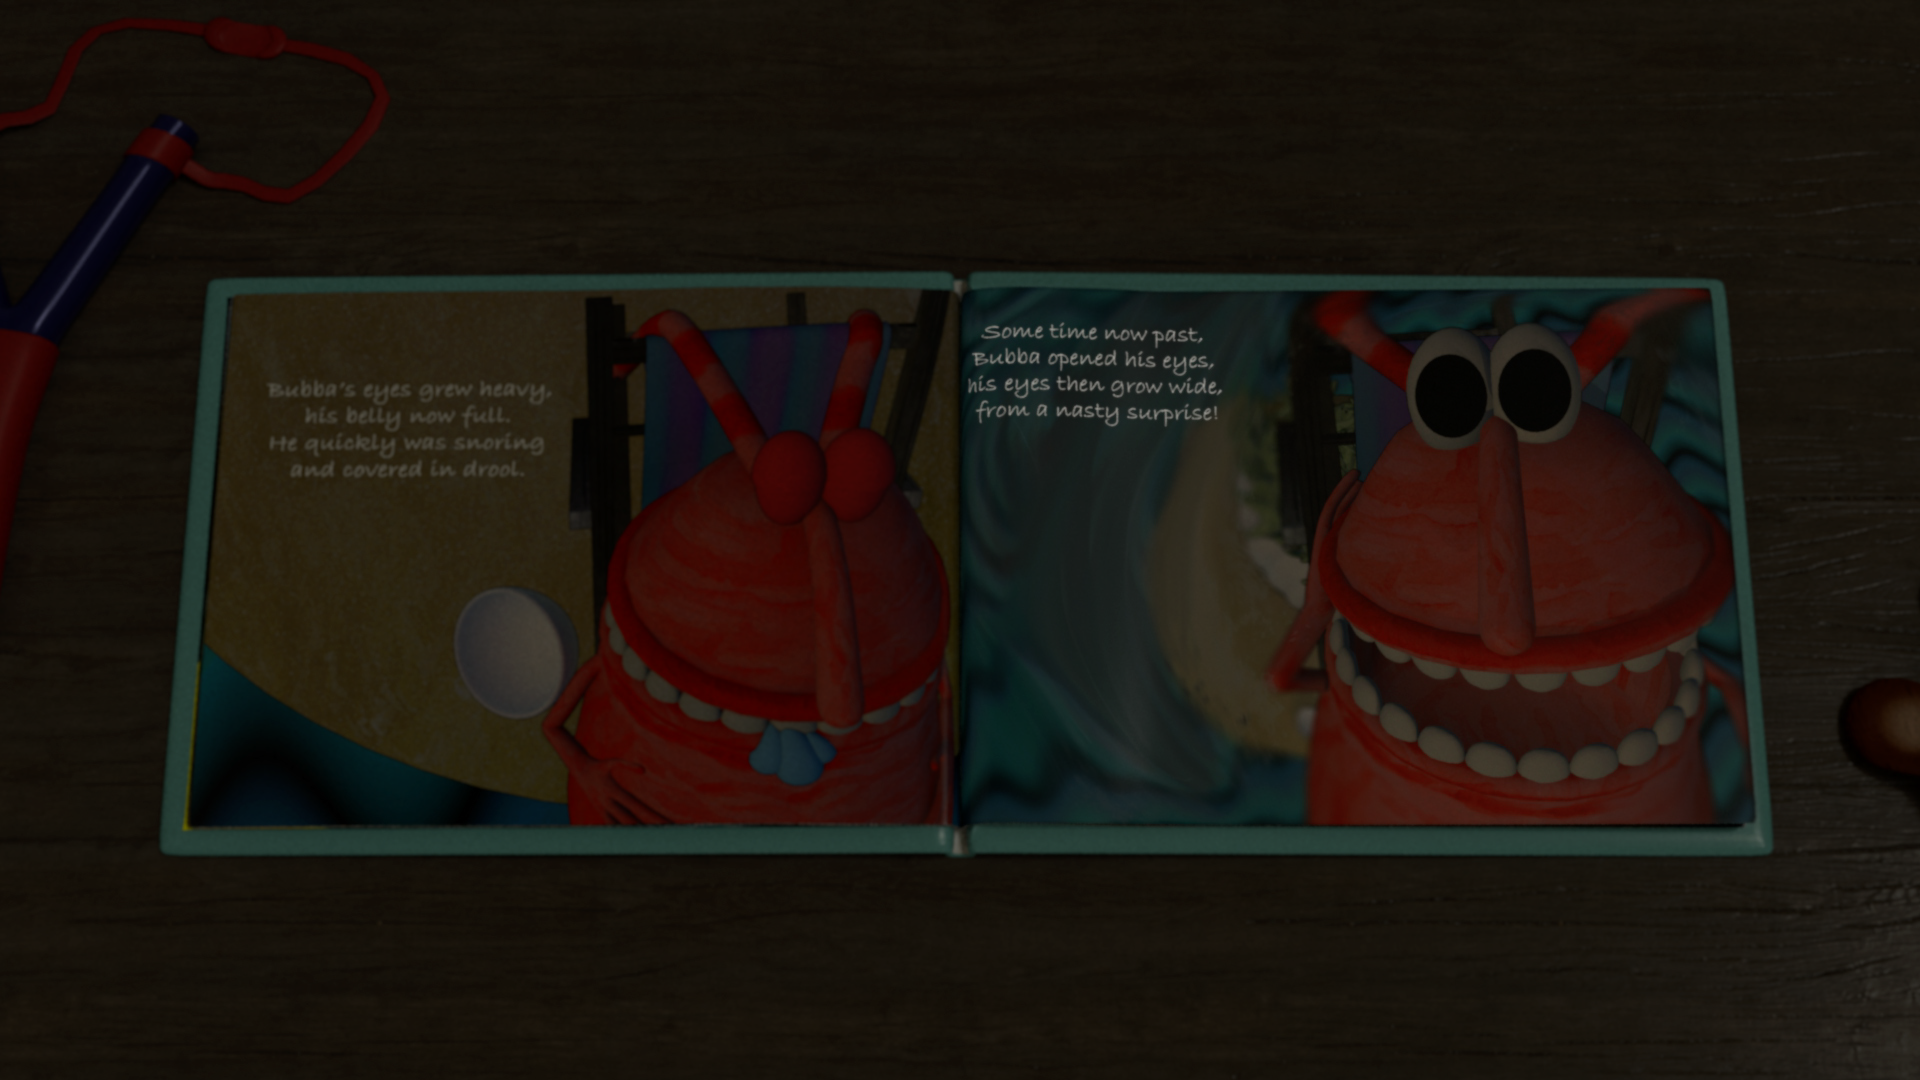 Bubba's eyes grew heavy,
his belly now full.
He quickly was snoring
and covered in drool.
Some time now past,
Bubba opened his eyes,
his eyes then grow wide,
from a nasty surprise!